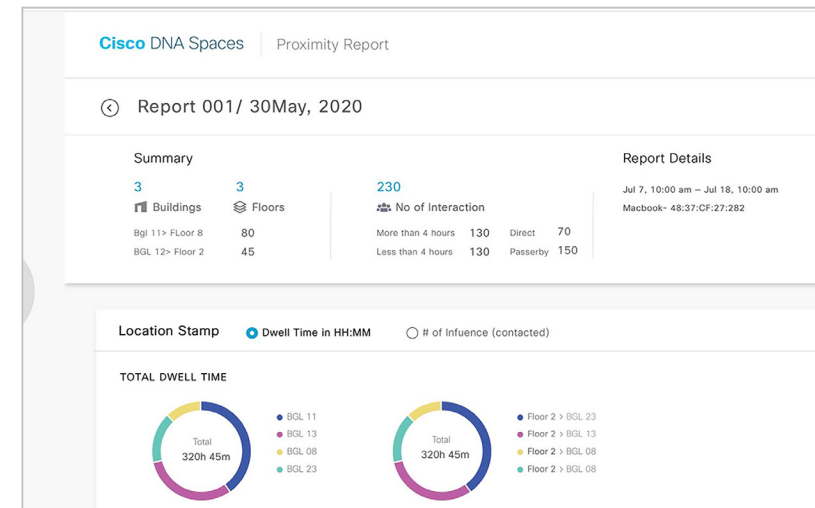 Cisco DNA Spaces Proximity Report
Report 001/ 30May, 2020
Summary
3 Buildings
3 Floors
Bgl 11> FLoor 8 80
BGL 12> Floor 2 45
230
No of Interaction
More than 4 hours 130 Direct 70
Less than 4 hours 130 Passerby 150
Report Details
Jul 7, 10:00 am – Jul 18, 10:00 am
Macbook- 48:37:CF:27:282
Location Stamp Dwell Time in HH:MM # of Infuence (contacted)
TOTAL DWELL TIME
Total
320h 45m
BGL 11
BGL 13
BGL 08
BGL 23
Total
320h 45m
Floor 2 > BGL 23
Floor 2 > BGL 13
Floor 2 > BGL 08
Floor 2 > BGL 08